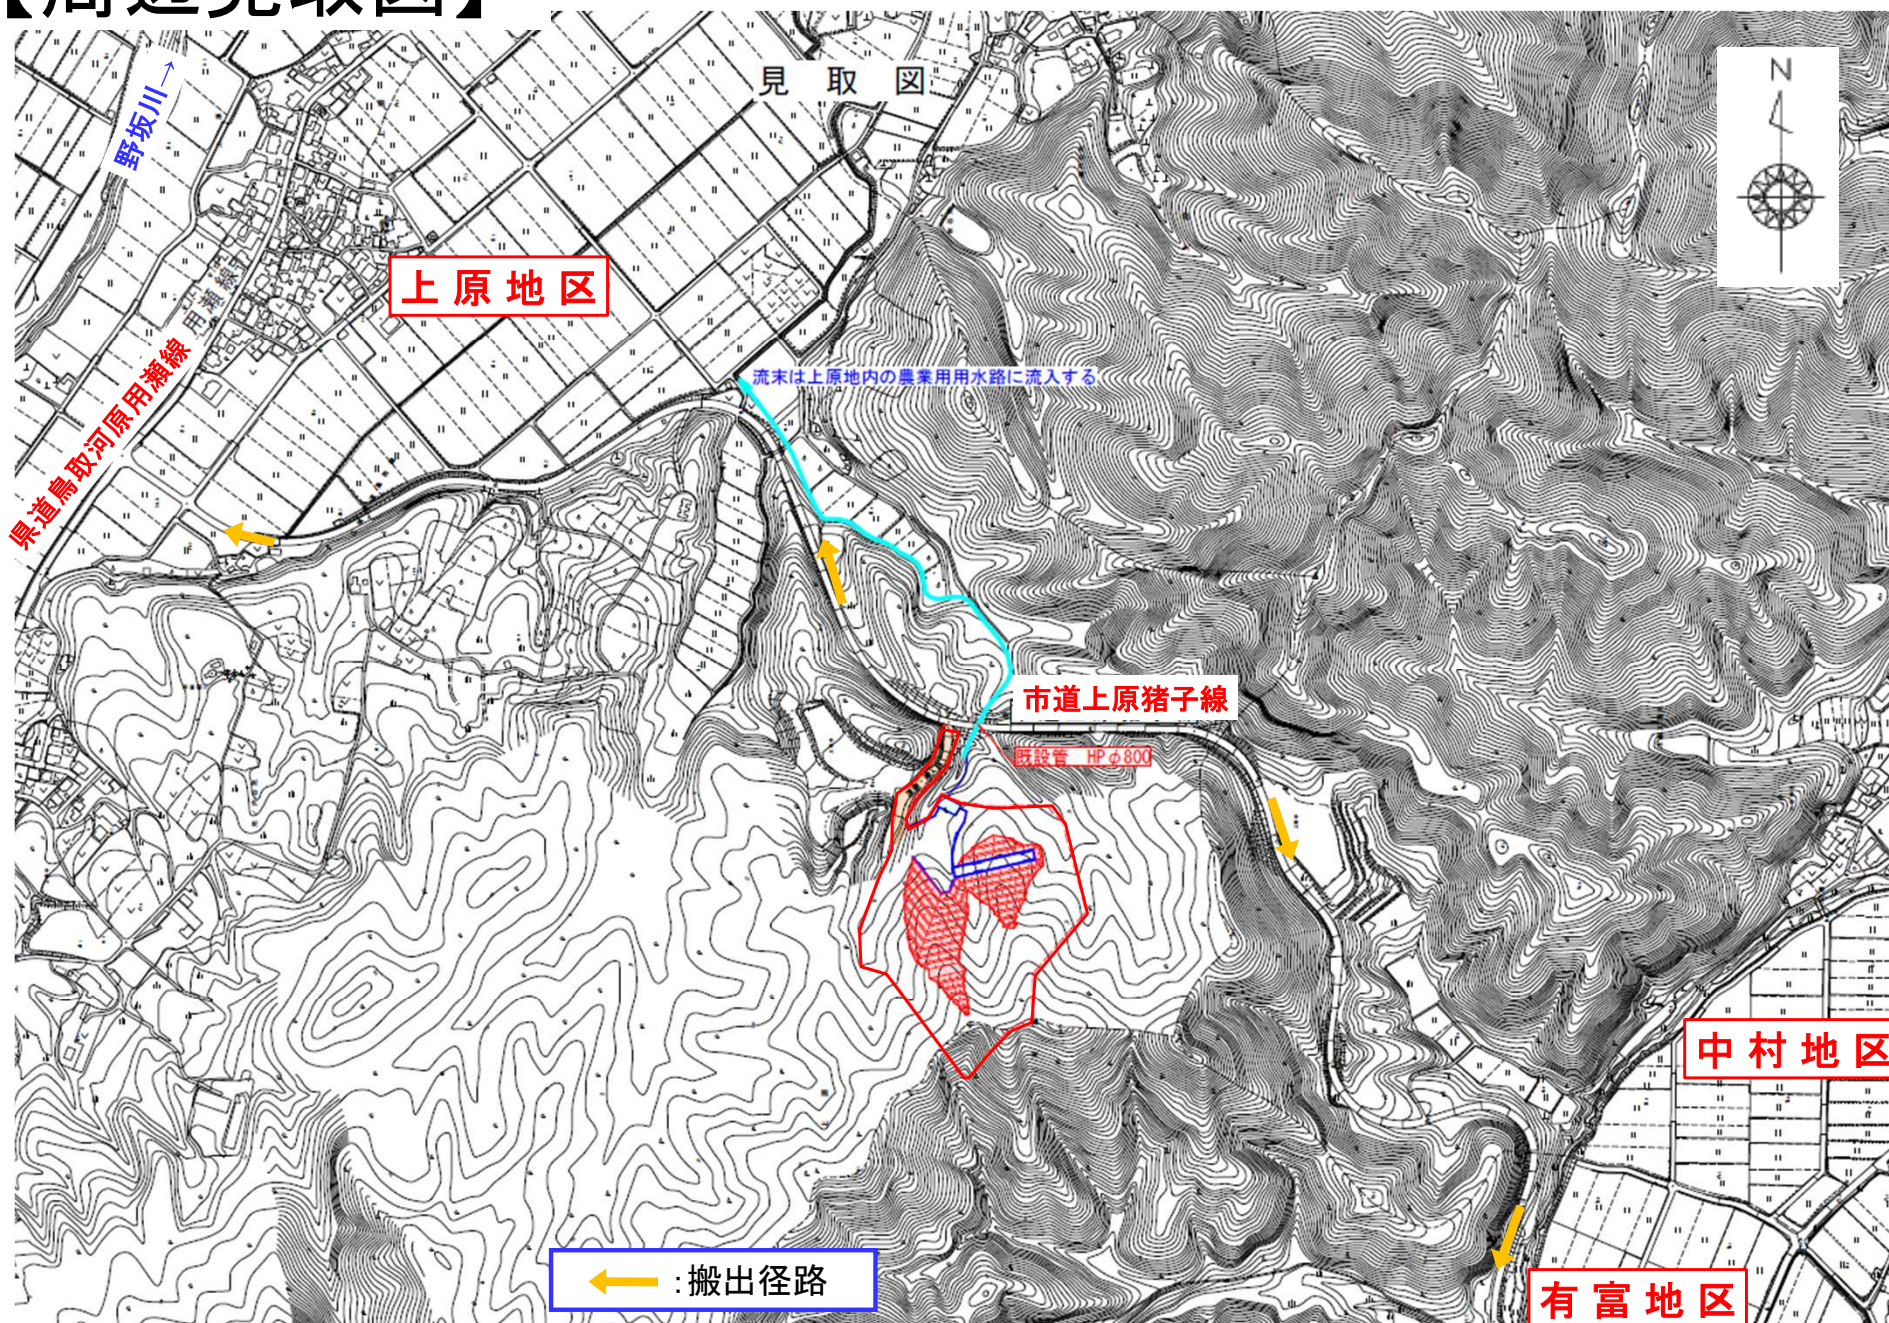 【周辺見取図】
見 取 図
N
野坂川→
用瀬線
上原地区
県道鳥取河原用瀬線
流末は上原地内の農業用用水路に流入する
市道上原猪子線
既設管 HPφ800
中村地区
有富地区
:搬出径路